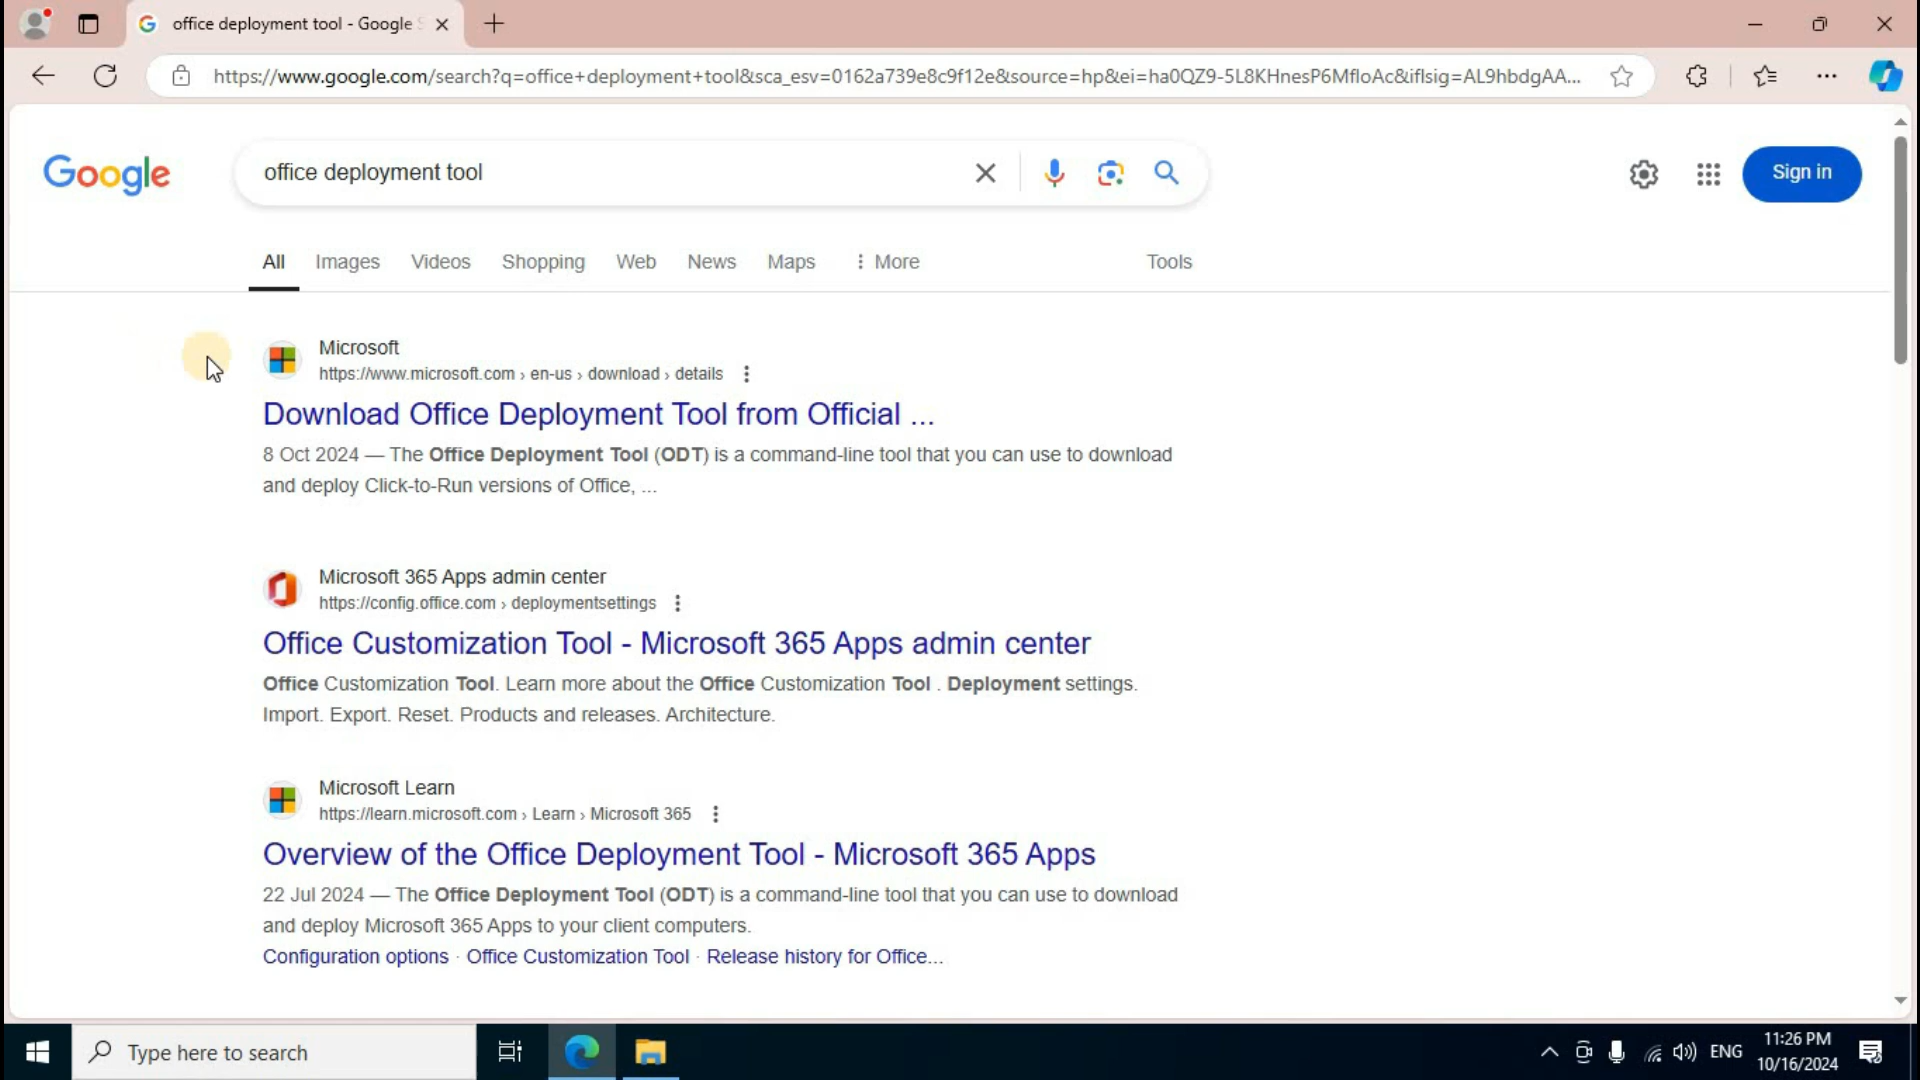 office deployment tool - Google S
https://www.google.com/search?q=office+deployment+tool&sca_esv=0162a739e8c9f12e&source=hp&ei=ha0QZ9-5L8KHnesP6MfIoAc&iflsig=AL9hbdgAA...
Google
office deployment tool
Sign in
All Images Videos Shopping Web News Maps More Tools
Microsoft
https://www.microsoft.com › en-us › download › details
Download Office Deployment Tool from Official ...
8 Oct 2024 — The Office Deployment Tool (ODT) is a command-line tool that you can use to download
and deploy Click-to-Run versions of Office, ...
Microsoft 365 Apps admin center
https://config.office.com › deploymentsettings
Office Customization Tool - Microsoft 365 Apps admin center
Office Customization Tool. Learn more about the Office Customization Tool . Deployment settings.
Import. Export. Reset. Products and releases. Architecture.
Microsoft Learn
https://learn.microsoft.com › Learn › Microsoft 365
Overview of the Office Deployment Tool - Microsoft 365 Apps
22 Jul 2024 — The Office Deployment Tool (ODT) is a command-line tool that you can use to download
and deploy Microsoft 365 Apps to your client computers.
Configuration options · Office Customization Tool · Release history for Office...
Type here to search
ENG
11:26 PM
10/16/2024